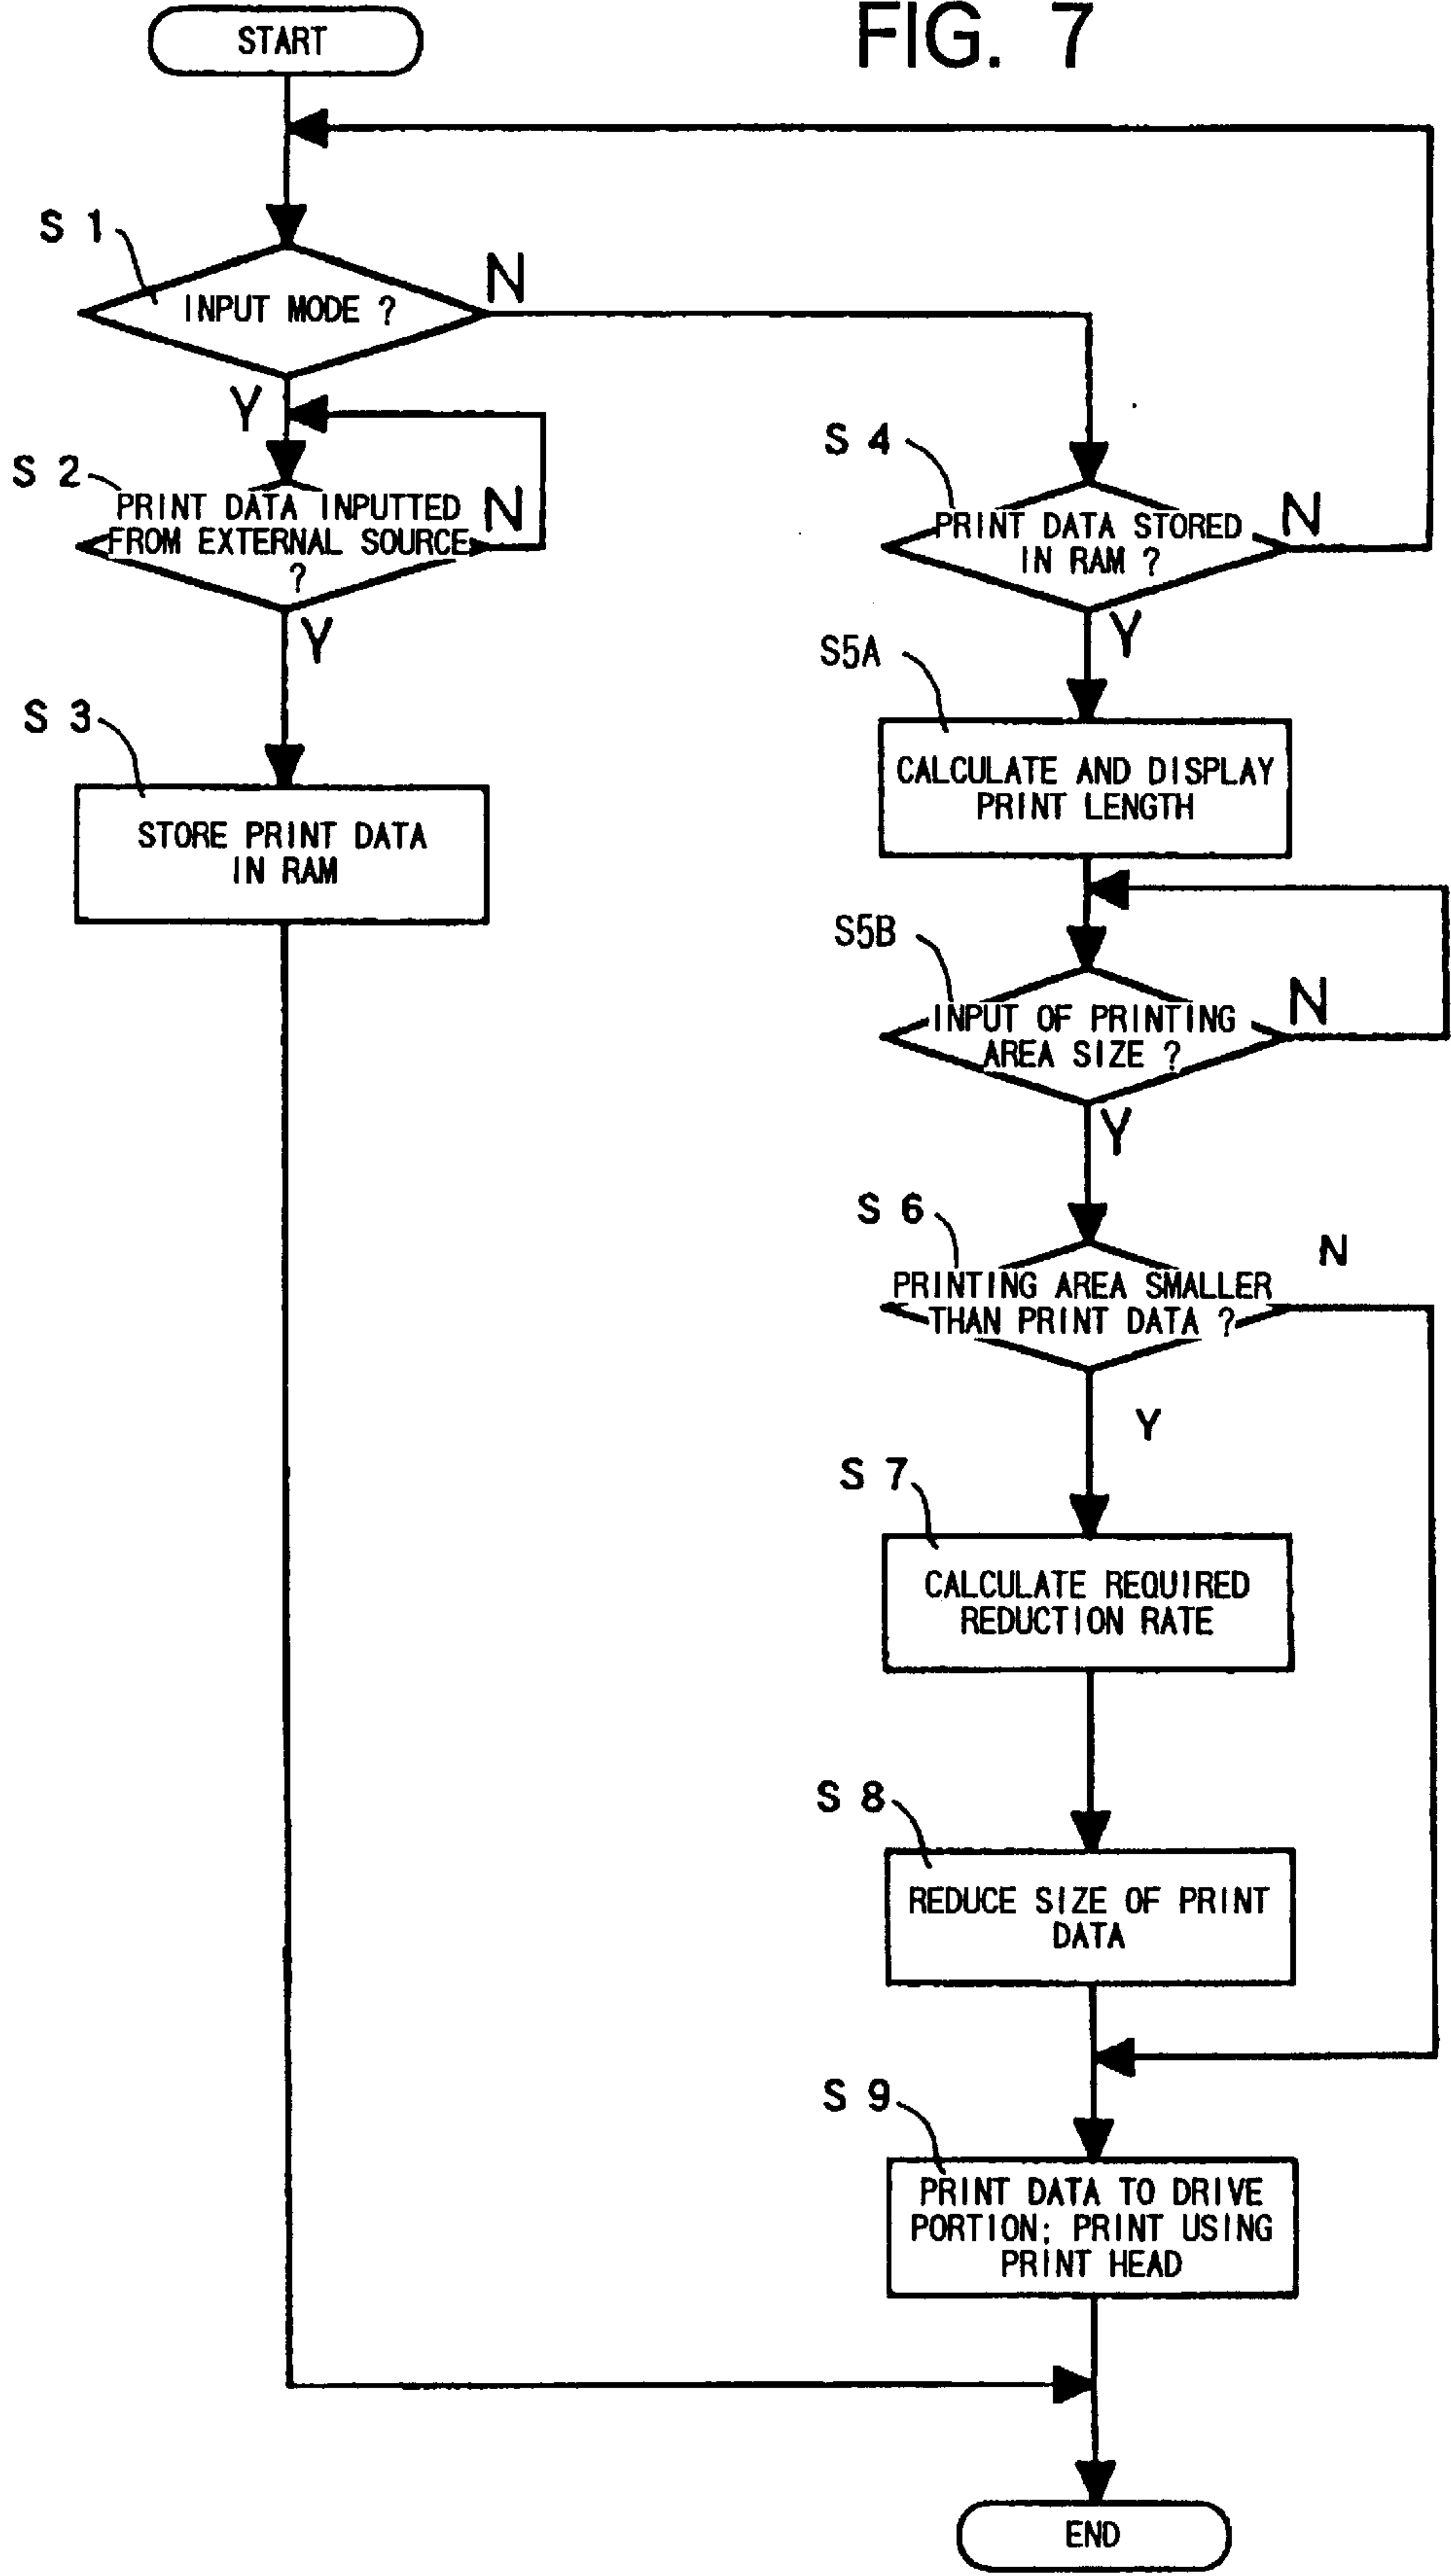 FIG. 7
START
S 1
INPUT MODE ?
N
Y
S 2
PRINT DATA INPUTTED
FROM EXTERNAL SOURCE
?
N
Y
S 3
STORE PRINT DATA
IN RAM
S 4
PRINT DATA STORED
IN RAM ?
N
Y
S5A
CALCULATE AND DISPLAY
PRINT LENGTH
S5B
INPUT OF PRINTING
AREA SIZE ?
N
Y
S 6
PRINTING AREA SMALLER
THAN PRINT DATA ?
N
Y
S 7
CALCULATE REQUIRED
REDUCTION RATE
S 8
REDUCE SIZE OF PRINT
DATA
S 9
PRINT DATA TO DRIVE
PORTION; PRINT USING
PRINT HEAD
END